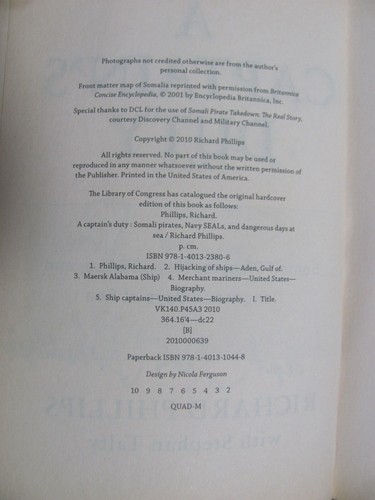 Photographs not credited otherwise are from the author's
personal collection.
Front matter map of Somalia reprinted with permission from Britannica
Concise Encyclopedia, © 2001 by Encyclopedia Britannica, Inc.
Special thanks to DCL for the use of Somali Pirate Takedown: The Real Story,
courtesy Discovery Channel and Military Channel.
Copyright © 2010 Richard Phillips
All rights reserved. No part of this book may be used or
reproduced in any manner whatsoever without the written permission of
the Publisher. Printed in the United States of America.
The Library of Congress has catalogued the original hardcover
edition of this book as follows:
Phillips, Richard.
A captain's duty : Somali pirates, Navy SEALs, and dangerous days at
sea / Richard Phillips.
p. cm.
ISBN 978-1-4013-2380-6
1. Phillips, Richard. 2. Hijacking of ships—Aden, Gulf of.
3. Maersk Alabama (Ship) 4. Merchant mariners—United States—
Biography.
5. Ship captains—United States—Biography. I. Title.
VK140.P45A3 2010
364.16'4—dc22
[B]
2010000639
Paperback ISBN 978-1-4013-1044-8
Design by Nicola Ferguson
10 9 8 7 6 5 4 3 2
QUAD-M
RICHARD PHILLIPS
with Stephan Talty